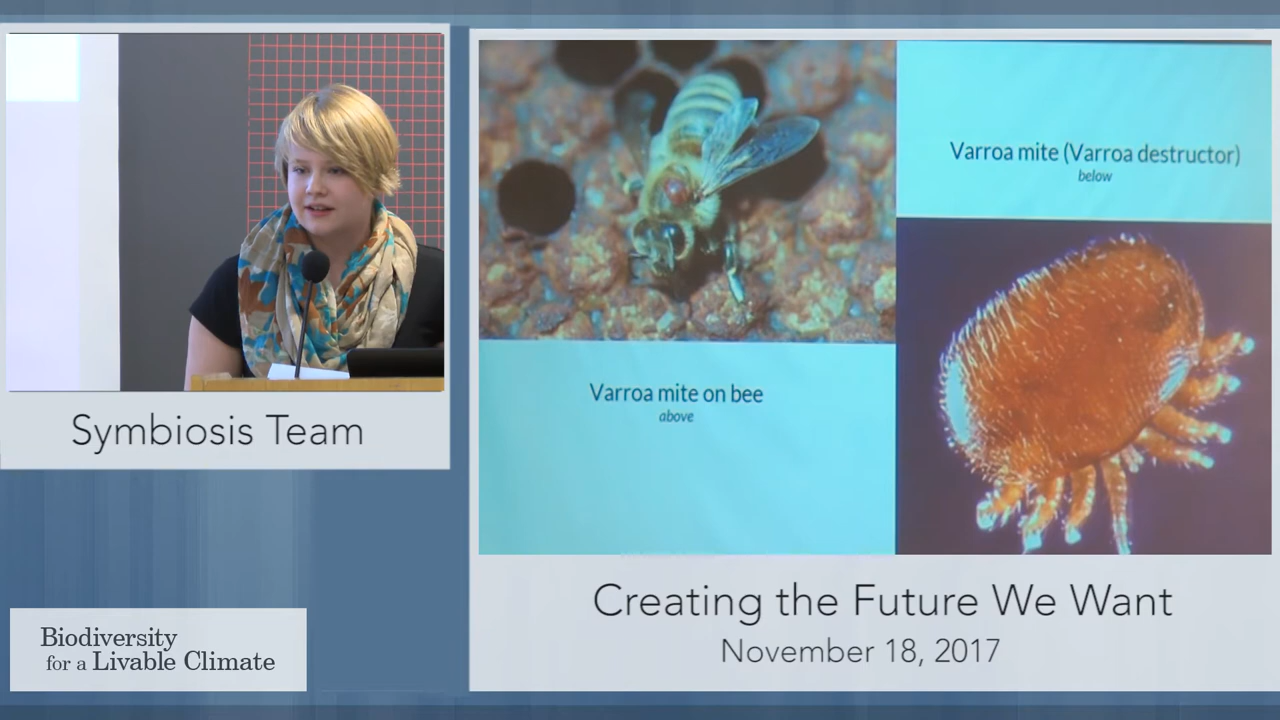 Symbiosis Team
Varroa mite (Varroa destructor)
below
Varroa mite on bee
above
Creating the Future We Want
November 18, 2017
Biodiversity
for a Livable Climate